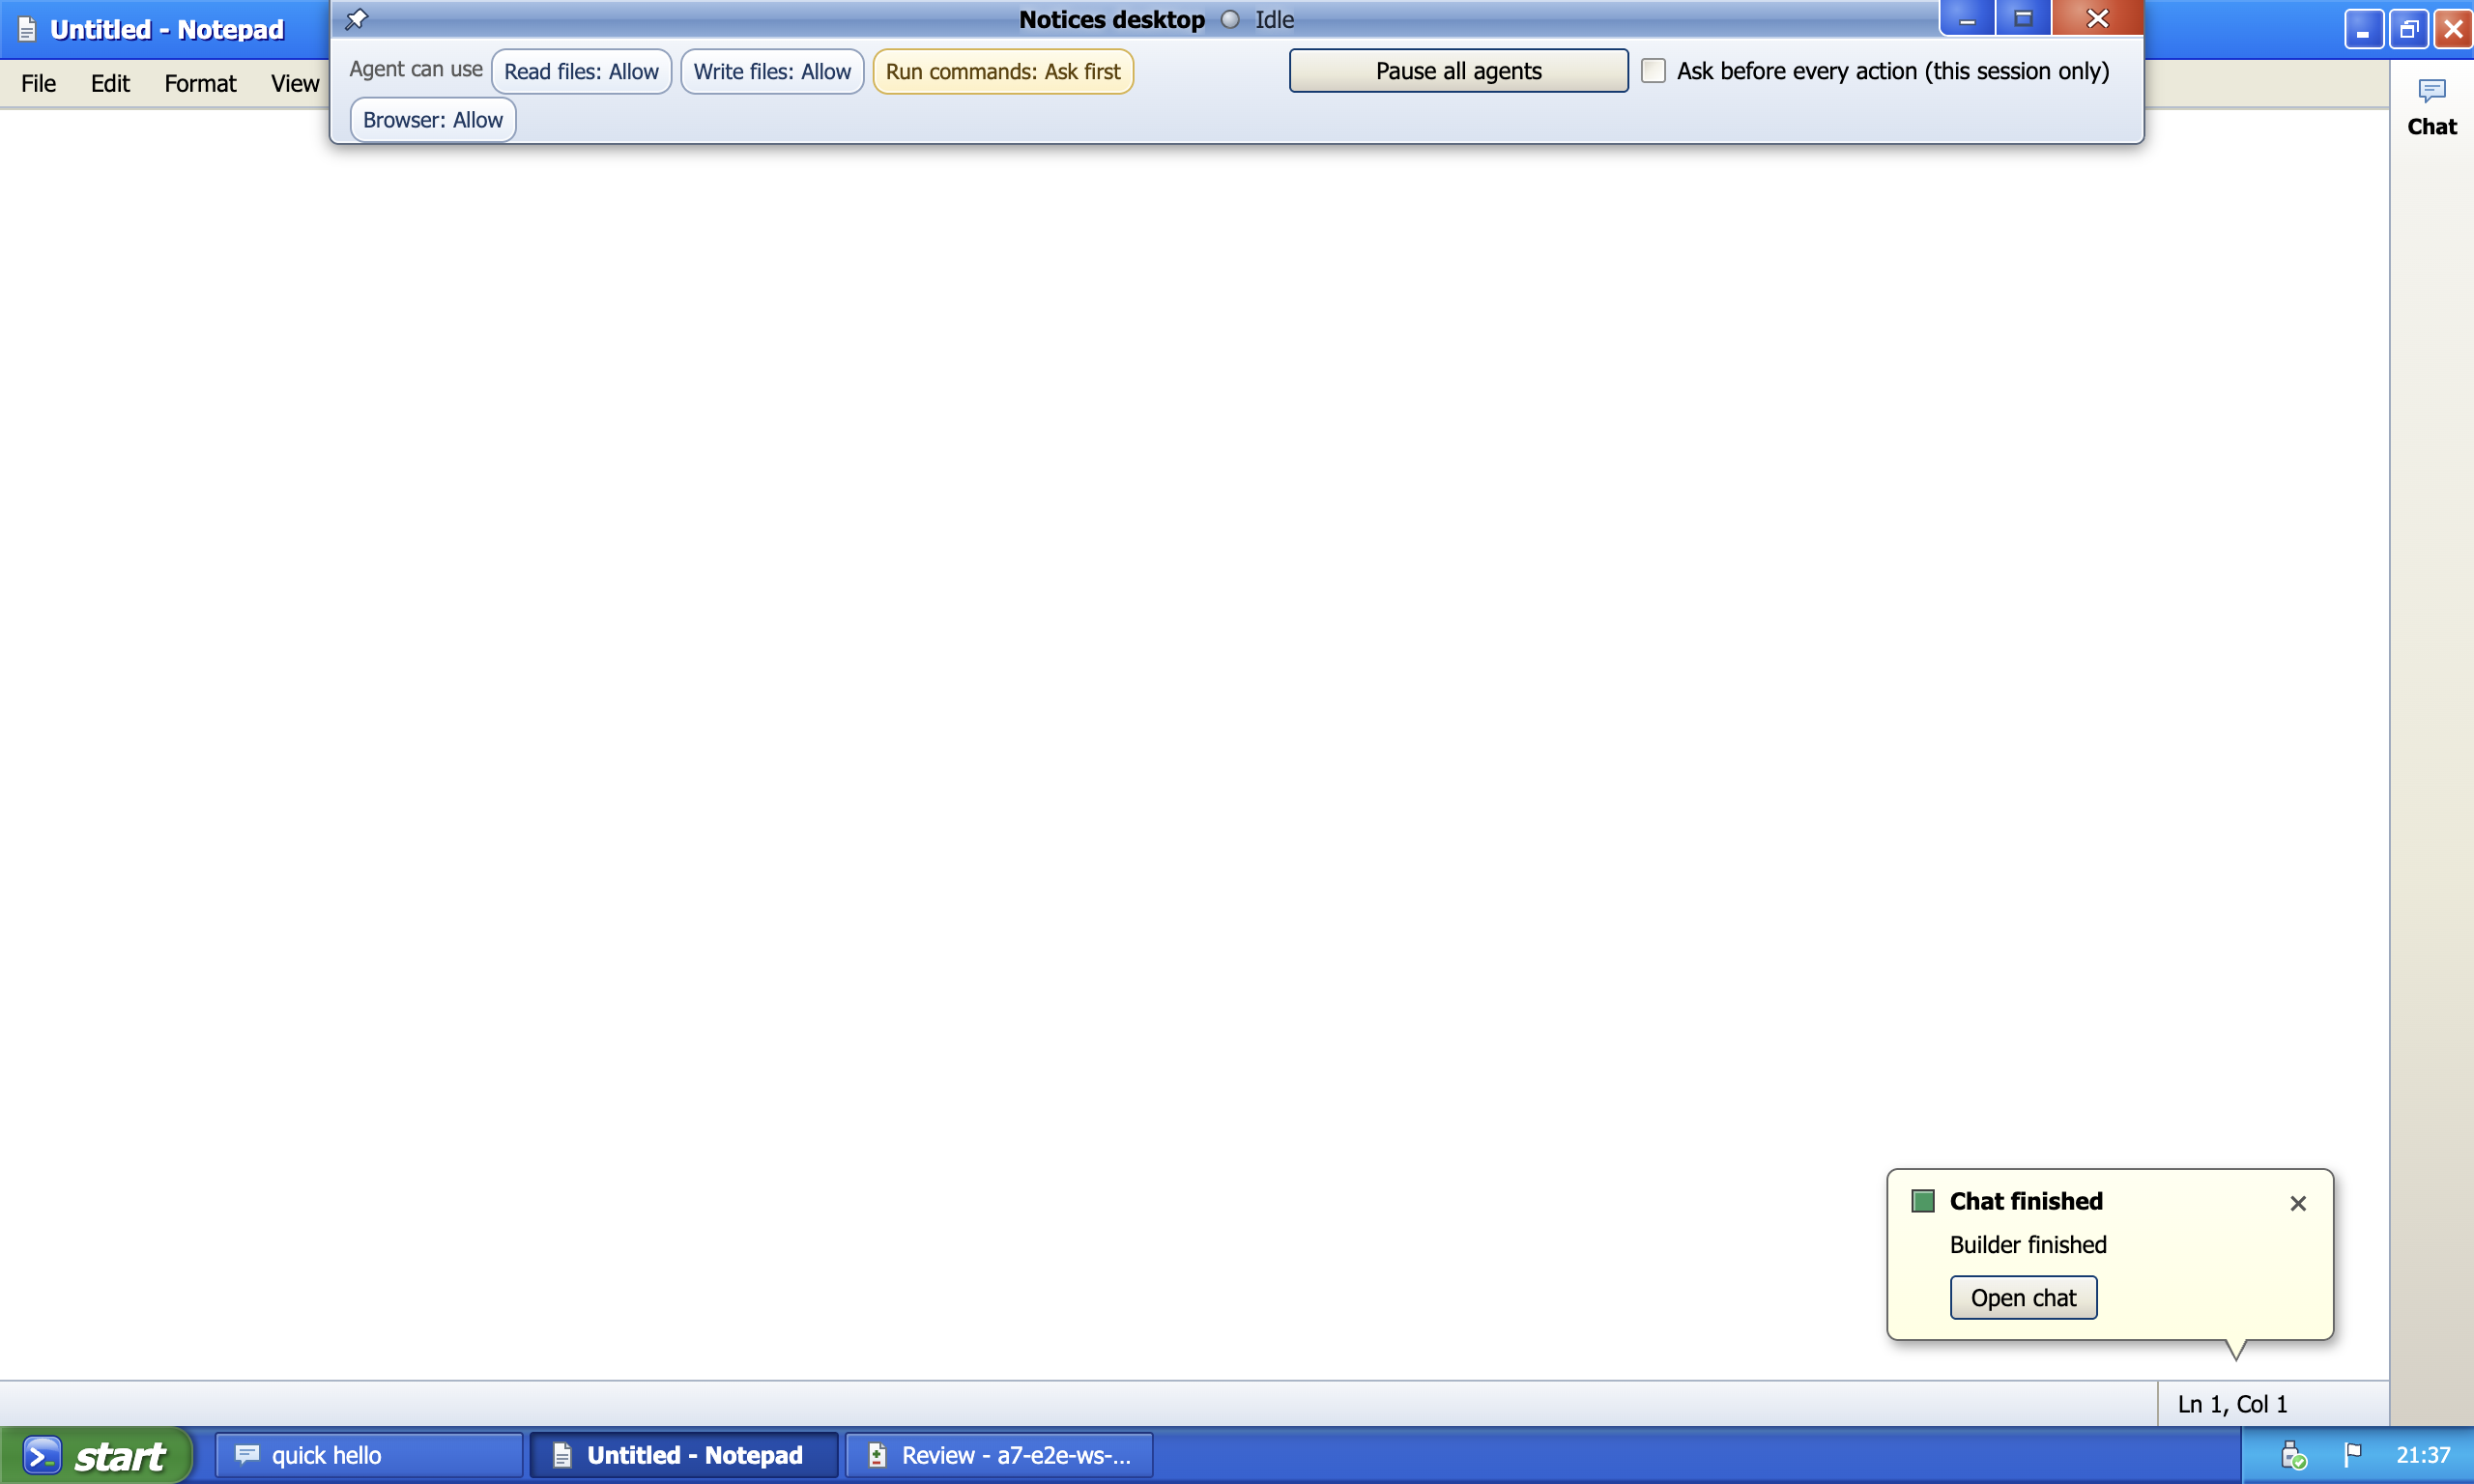 Untitled - Notepad
Notices desktop Idle
File Edit Format View
Agent can use Read files: Allow Write files: Allow Run commands: Ask first Pause all agents Ask before every action (this session only)
Browser: Allow
Chat
Chat finished
Builder finished
Open chat
Ln 1, Col 1
start quick hello Untitled - Notepad Review - a7-e2e-ws-... 21:37